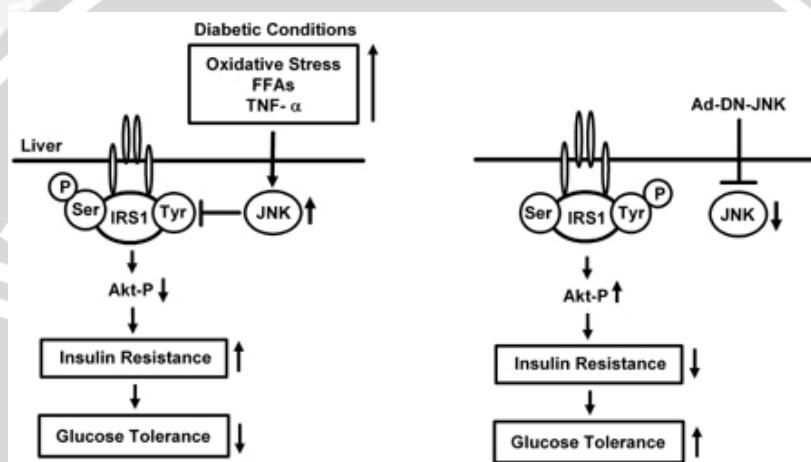 Diabetic Conditions
Oxidative Stress
FFAs
TNF- α
Liver
P
Ser
IRS1
Tyr
JNK
Akt-P
Insulin Resistance
Glucose Tolerance
Ad-DN-JNK
Ser
IRS1
Tyr
P
JNK
Akt-P
Insulin Resistance
Glucose Tolerance